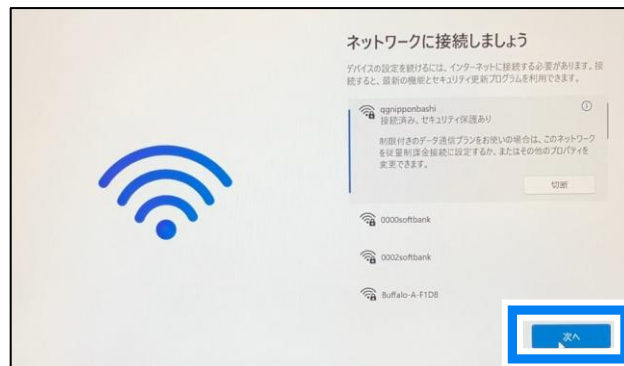 ネットワークに接続しましょう
デバイスの設定を続けるには、インターネットに接続する必要があります。接
続すると、最新の機能とセキュリティ更新プログラムを利用できます。
qgnipponbashi
接続済み、セキュリティ保護あり
制限付きのデータ通信プランをお使いの場合は、このネットワーク
を従量制課金接続に設定するか、またはその他のプロパティを
変更できます。
切断
0000softbank
0002softbank
Buffalo-A-F1D8
次へ